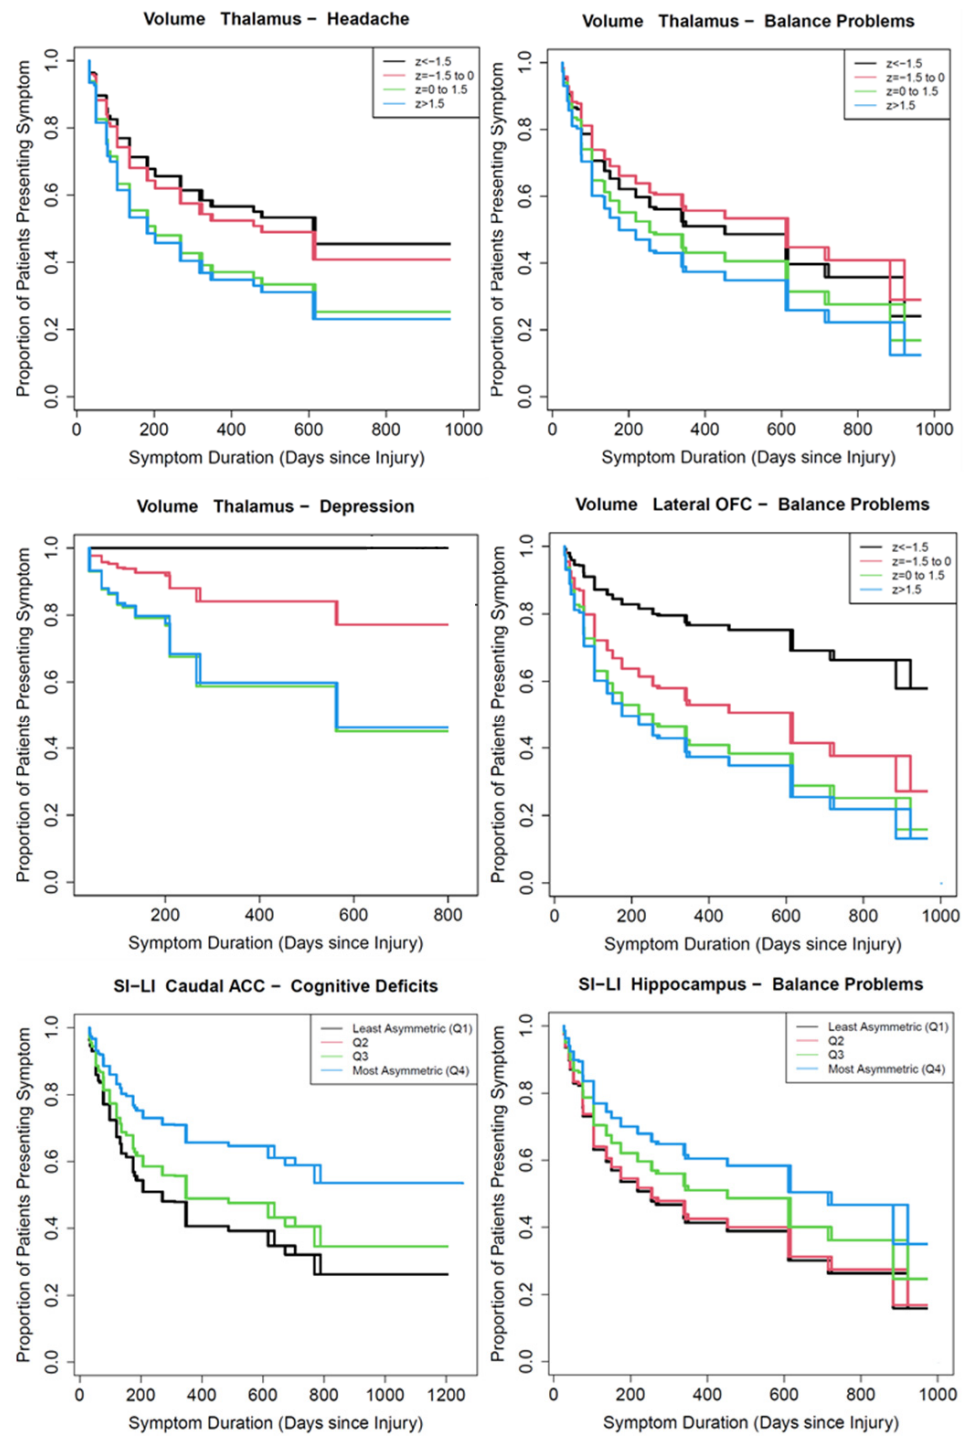 Volume Thalamus – Headache
Proportion of Patients Presenting Symptom
1.0
0.8
0.6
0.4
0.2
0.0
z<−1.5
z=−1.5 to 0
z=0 to 1.5
z>1.5
0 200 400 600 800 1000
Symptom Duration (Days since Injury)
Volume Thalamus – Balance Problems
Proportion of Patients Presenting Symptom
1.0
0.8
0.6
0.4
0.2
0.0
z<−1.5
z=−1.5 to 0
z=0 to 1.5
z>1.5
0 200 400 600 800 1000
Symptom Duration (Days since Injury)
Volume Thalamus – Depression
Proportion of Patients Presenting Symptom
1.0
0.8
0.6
0.4
0.2
0.0
200 400 600 800
Symptom Duration (Days since Injury)
Volume Lateral OFC – Balance Problems
Proportion of Patients Presenting Symptom
1.0
0.8
0.6
0.4
0.2
0.0
z<−1.5
z=−1.5 to 0
z=0 to 1.5
z>1.5
0 200 400 600 800 1000
Symptom Duration (Days since Injury)
SI−LI Caudal ACC – Cognitive Deficits
Proportion of Patients Presenting Symptom
1.0
0.8
0.6
0.4
0.2
0.0
Least Asymmetric (Q1)
Q2
Q3
Most Asymmetric (Q4)
0 200 400 600 800 1000 1200
Symptom Duration (Days since Injury)
SI−LI Hippocampus – Balance Problems
Proportion of Patients Presenting Symptom
1.0
0.8
0.6
0.4
0.2
0.0
Least Asymmetric (Q1)
Q2
Q3
Most Asymmetric (Q4)
0 200 400 600 800 1000
Symptom Duration (Days since Injury)